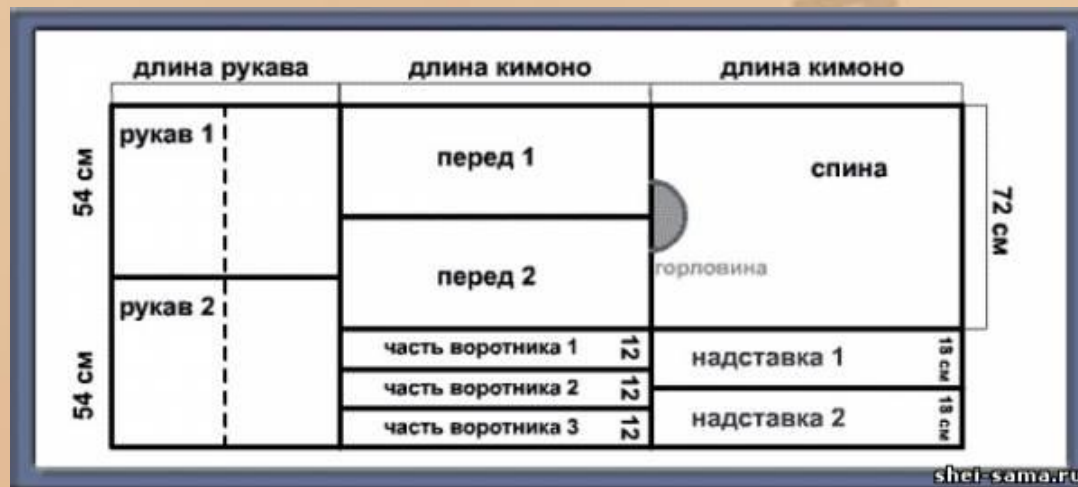 длина рукава
длина кимоно
длина кимоно
54 см
54 см
рукав 1
рукав 2
перед 1
перед 2
часть воротника 1 12
часть воротника 2 12
часть воротника 3 12
спина
горловина
72 см
надставка 1 18 см
надставка 2 18 см
shei-sama.ru